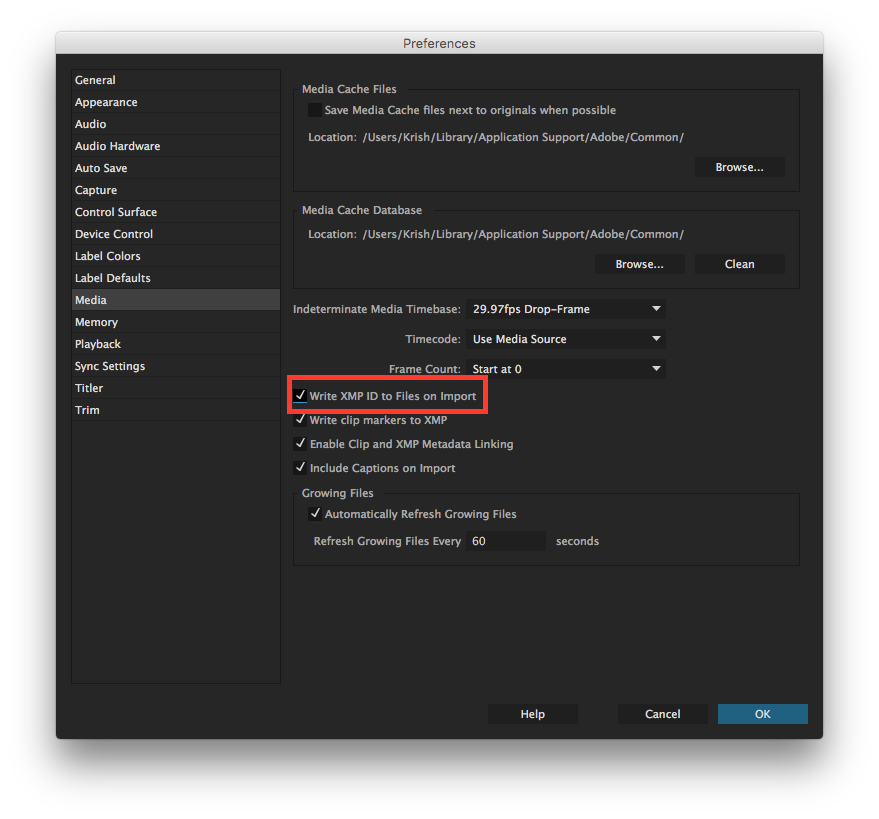 Preferences
General
Appearance
Audio
Audio Hardware
Auto Save
Capture
Control Surface
Device Control
Label Colors
Label Defaults
Media
Memory
Playback
Sync Settings
Titler
Trim
Media Cache Files
Save Media Cache files next to originals when possible
Location: /Users/Krish/Library/Application Support/Adobe/Common/
Browse...
Media Cache Database
Location: /Users/Krish/Library/Application Support/Adobe/Common/
Browse... Clean
Indeterminate Media Timebase: 29.97fps Drop-Frame
Timecode: Use Media Source
Frame Count: Start at 0
Write XMP ID to Files on Import
Write clip markers to XMP
Enable Clip and XMP Metadata Linking
Include Captions on Import
Growing Files
Automatically Refresh Growing Files
Refresh Growing Files Every 60 seconds
Help Cancel OK